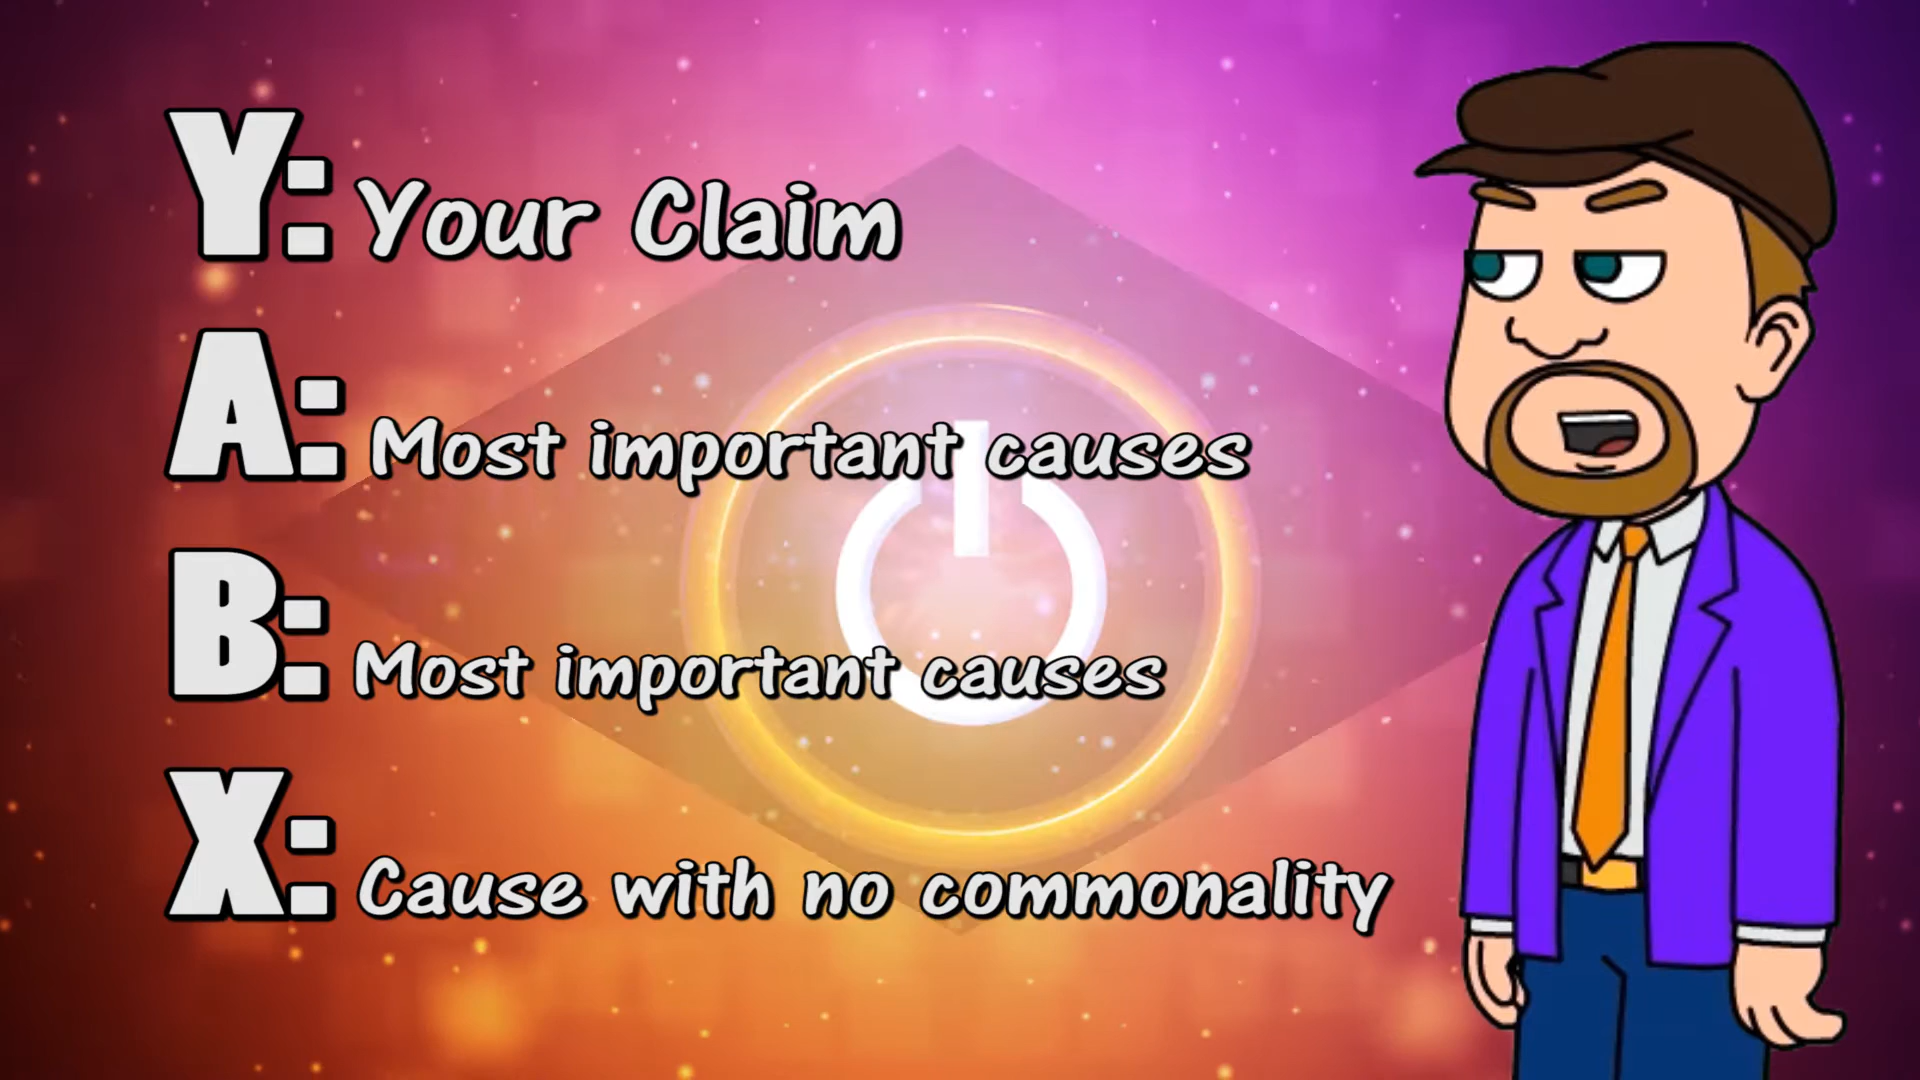 Y: Your Claim
A: Most important causes
B: Most important causes
X: Cause with no commonality